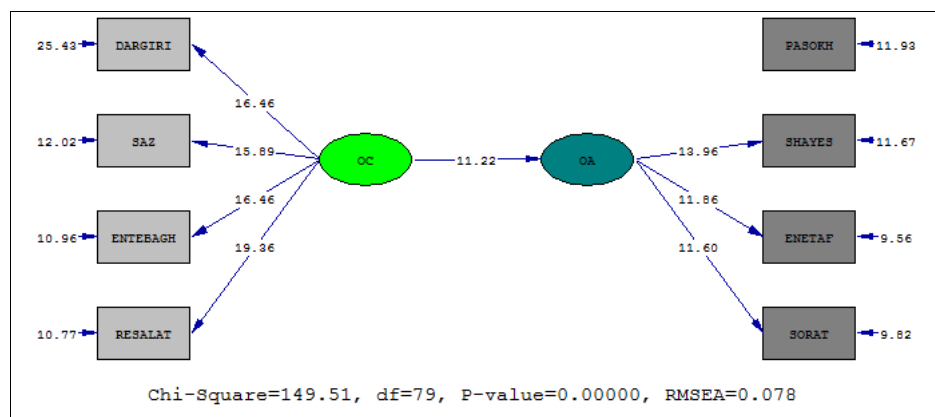 25.43 DARGIRI PASOKH 11.93
16.46
12.02 SAZ 15.89 OC 11.22 OA 13.96 SHAYES 11.67
16.46 11.86
10.96 ENTEBAGH ENETAF 9.56
19.36 11.60
10.77 RESALAT SORAT 9.82
Chi-Square=149.51, df=79, P-value=0.00000, RMSEA=0.078